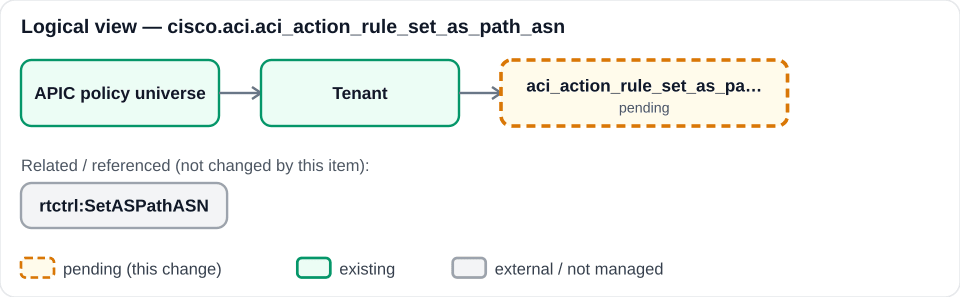 Logical view — cisco.aci.aci_action_rule_set_as_path_asn
APIC policy universe
Tenant
aci_action_rule_set_as_pa…
pending
Related / referenced (not changed by this item):
rtctrl:SetASPathASN
pending (this change)
existing
external / not managed